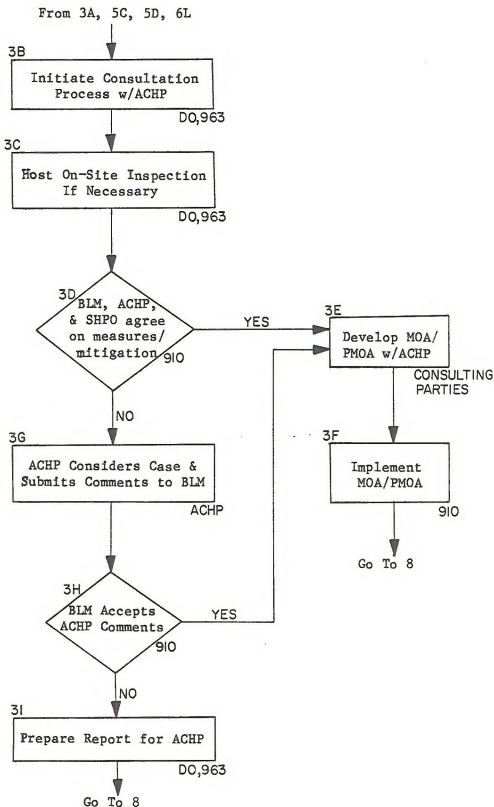 From 3A, 5C, 5D, 6L
3B
Initiate Consultation
Process w/ACHP
DO,963
3C
Host On-Site Inspection
If Necessary
DO,963
3D
BLM, ACHP,
& SHPO agree
on measures/
mitigation
910
YES
3E
Develop MOA/
PMOA w/ACHP
CONSULTING
PARTIES
NO
3F
Implement
MOA/PMOA
910
Go To 8
3G
ACHP Considers Case &
Submits Comments to BLM
ACHP
3H
BLM Accepts
ACHP Comments
910
YES
NO
3I
Prepare Report for ACHP
DO,963
Go To 8